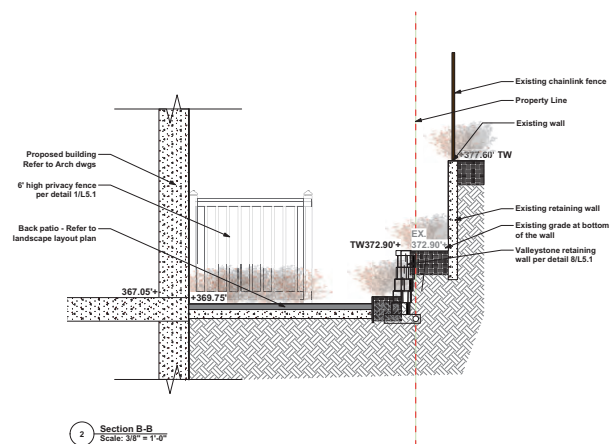 Existing chainlink fence
Property Line
Existing wall
+377.60' TW
Proposed building
Refer to Arch dwgs
6' high privacy fence
per detail 1/L5.1
Back patio - Refer to
landscape layout plan
Existing retaining wall
Existing grade at bottom
of the wall
Valleystone retaining
wall per detail 8/L5.1
EX.
372.90'+
TW372.90'+
367.05'+
+369.75'
2
Section B-B
Scale: 3/8" = 1'-0"